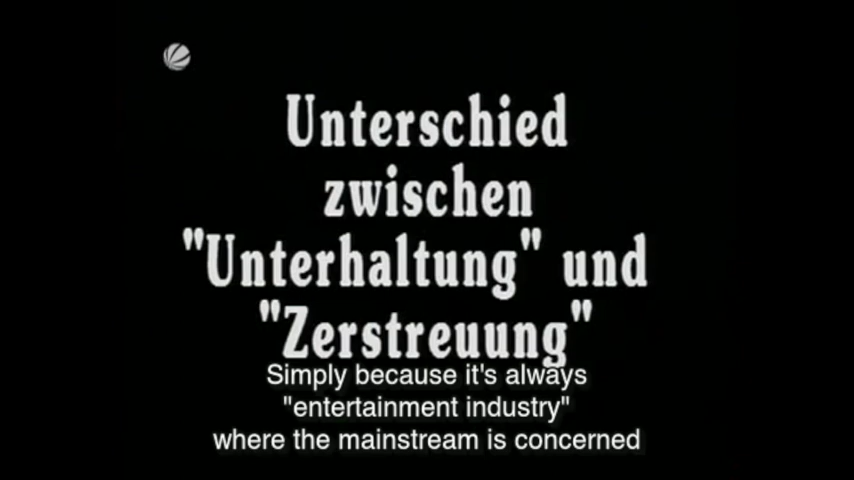 Unterschied
zwischen
"Unterhaltung" und
"Zerstreuung"
Simply because it's always
"entertainment industry"
where the mainstream is concerned